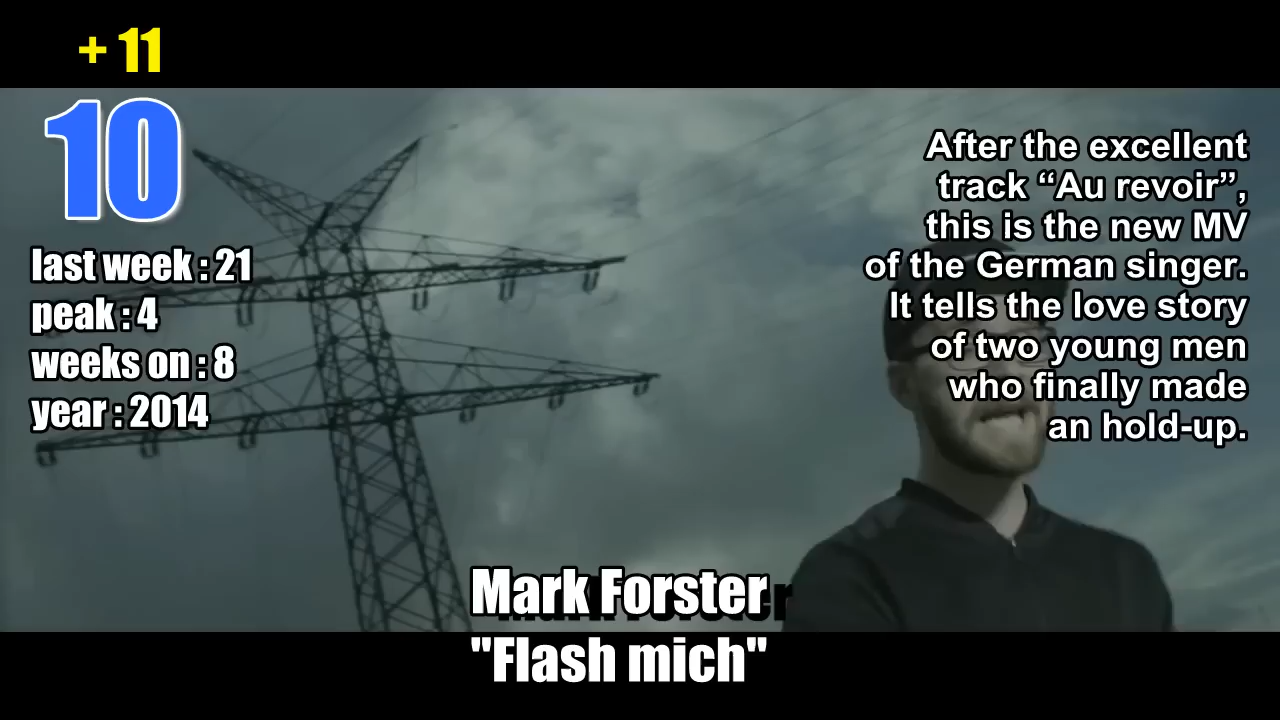 + 11
10
last week : 21
peak : 4
weeks on : 8
year : 2014
After the excellent
track “Au revoir”,
this is the new MV
of the German singer.
It tells the love story
of two young men
who finally made
an hold-up.
Mark Forster
"Flash mich"